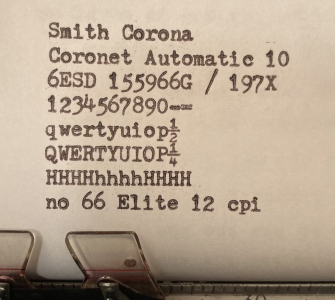 Smith Corona
Coronet Automatic 10
6ESD 155966G / 197X
1234567890-=
qwertyuiop½
QWERTYUIOP¼
HHHHhhhhHHHH
no 66 Elite 12 cpi